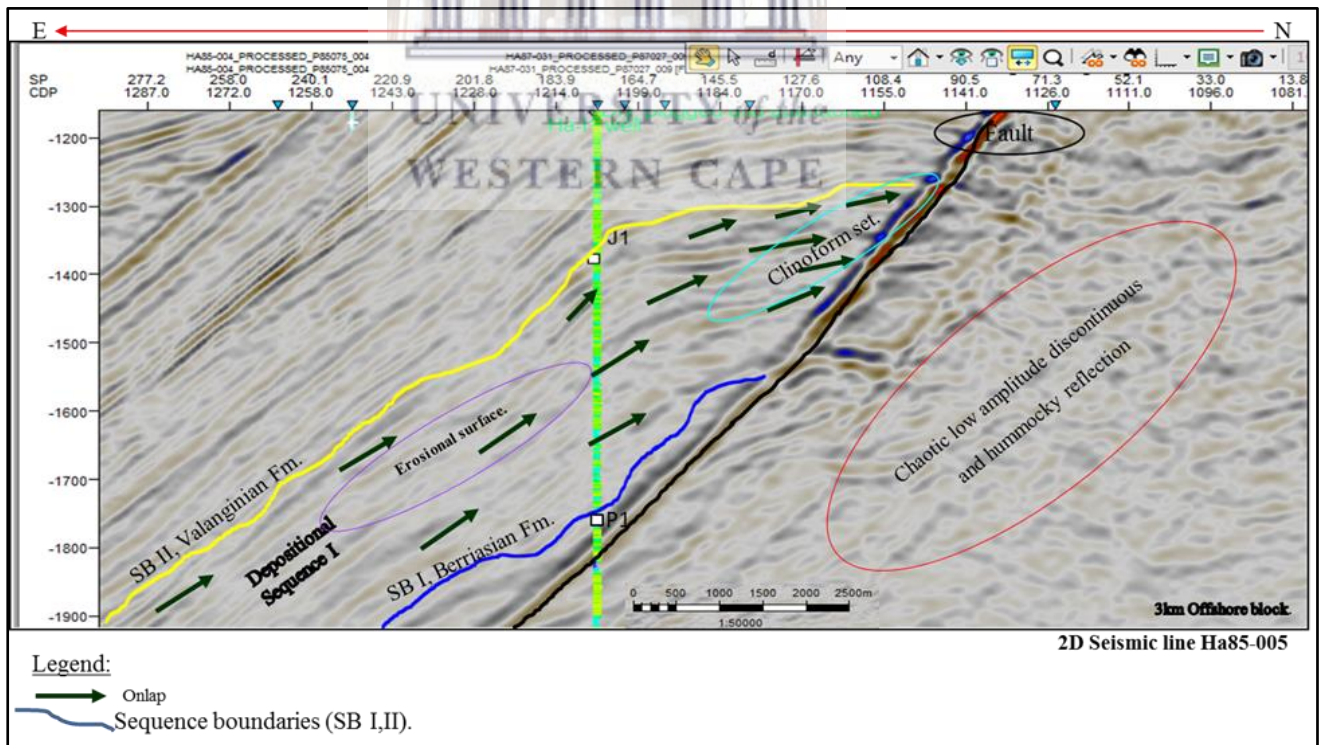 E
N
HA85-004_PROCESSED_P85075_004
HA87-031_PROCESSED_P87027_00
Any
HA85-004_PROCESSED_P85075_004
HA87-031_PROCESSED_P87027_009
SP 277.2 258.0 240.1 220.9 201.8 183.9 164.7 145.5 127.6 108.4 90.5 71.3 52.1 33.0 13.8
CDP 1287.0 1272.0 1258.0 1243.0 1228.0 1214.0 1199.0 1184.0 1170.0 1155.0 1141.0 1126.0 1111.0 1096.0 1081.
UNIVERSITY of the
WESTERN CAPE
well
Fault
-1200
-1300
-1400
-1500
-1600
-1700
-1800
-1900
J1
Clinoform set.
Erosional surface.
Chaotic low amplitude discontinuous
and hummocky reflection
SB II, Valanginian Fm.
Depositional
Sequence I
SB I, Berriasian Fm.
P1
0 500 1000 1500 2000 2500m
1:50000
3km Offshore block.
2D Seismic line Ha85-005
Legend:
Onlap
Sequence boundaries (SB I,II).